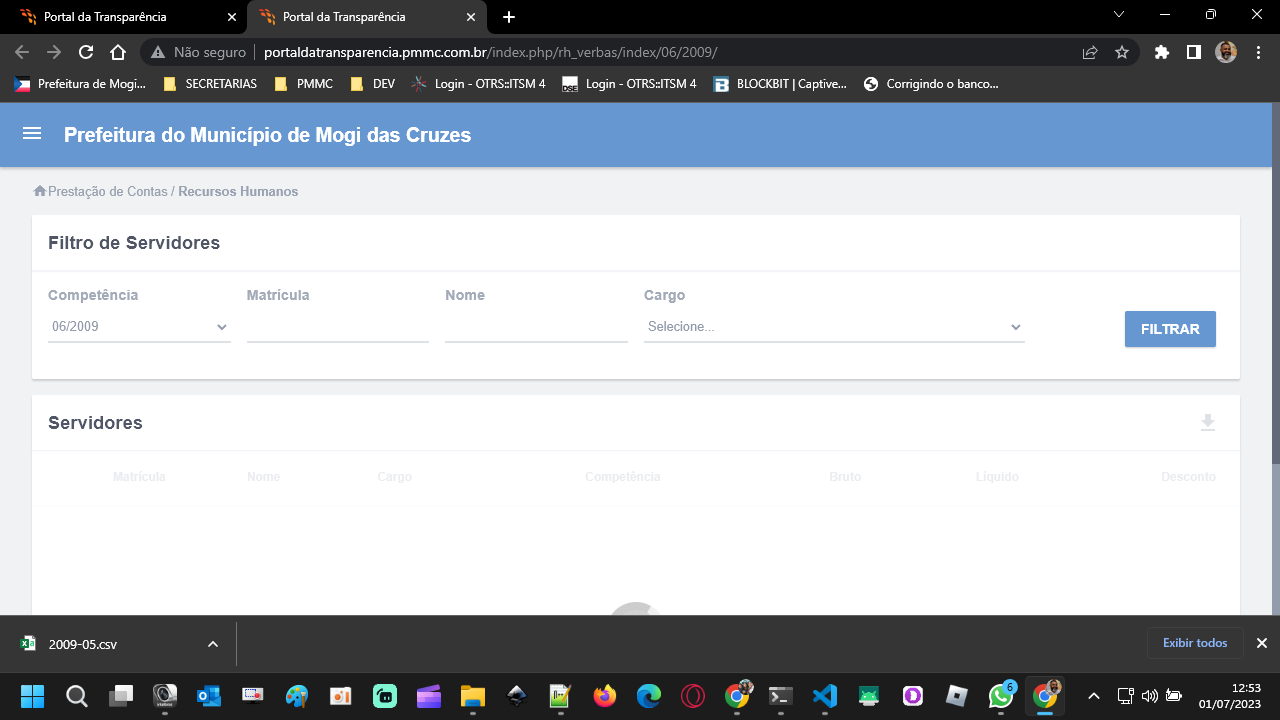 Portal da Transparência
Portal da Transparência
Não seguro
portaldatransparencia.pmmc.com.br/index.php/rh_verbas/index/06/2009/
Prefeitura de Mogi...
SECRETARIAS
PMMC
DEV
Login - OTRS::ITSM 4
DSE
Login - OTRS::ITSM 4
B
BLOCKBIT | Captive...
Corrigindo o banco...
Prefeitura do Município de Mogi das Cruzes
Prestação de Contas / Recursos Humanos
Filtro de Servidores
Competência
Matrícula
Nome
Cargo
06/2009
Selecione...
FILTRAR
Servidores
Matrícula
Nome
Cargo
Competência
Bruto
Líquido
Desconto
2009-05.csv
Exibir todos
6
12:53
01/07/2023